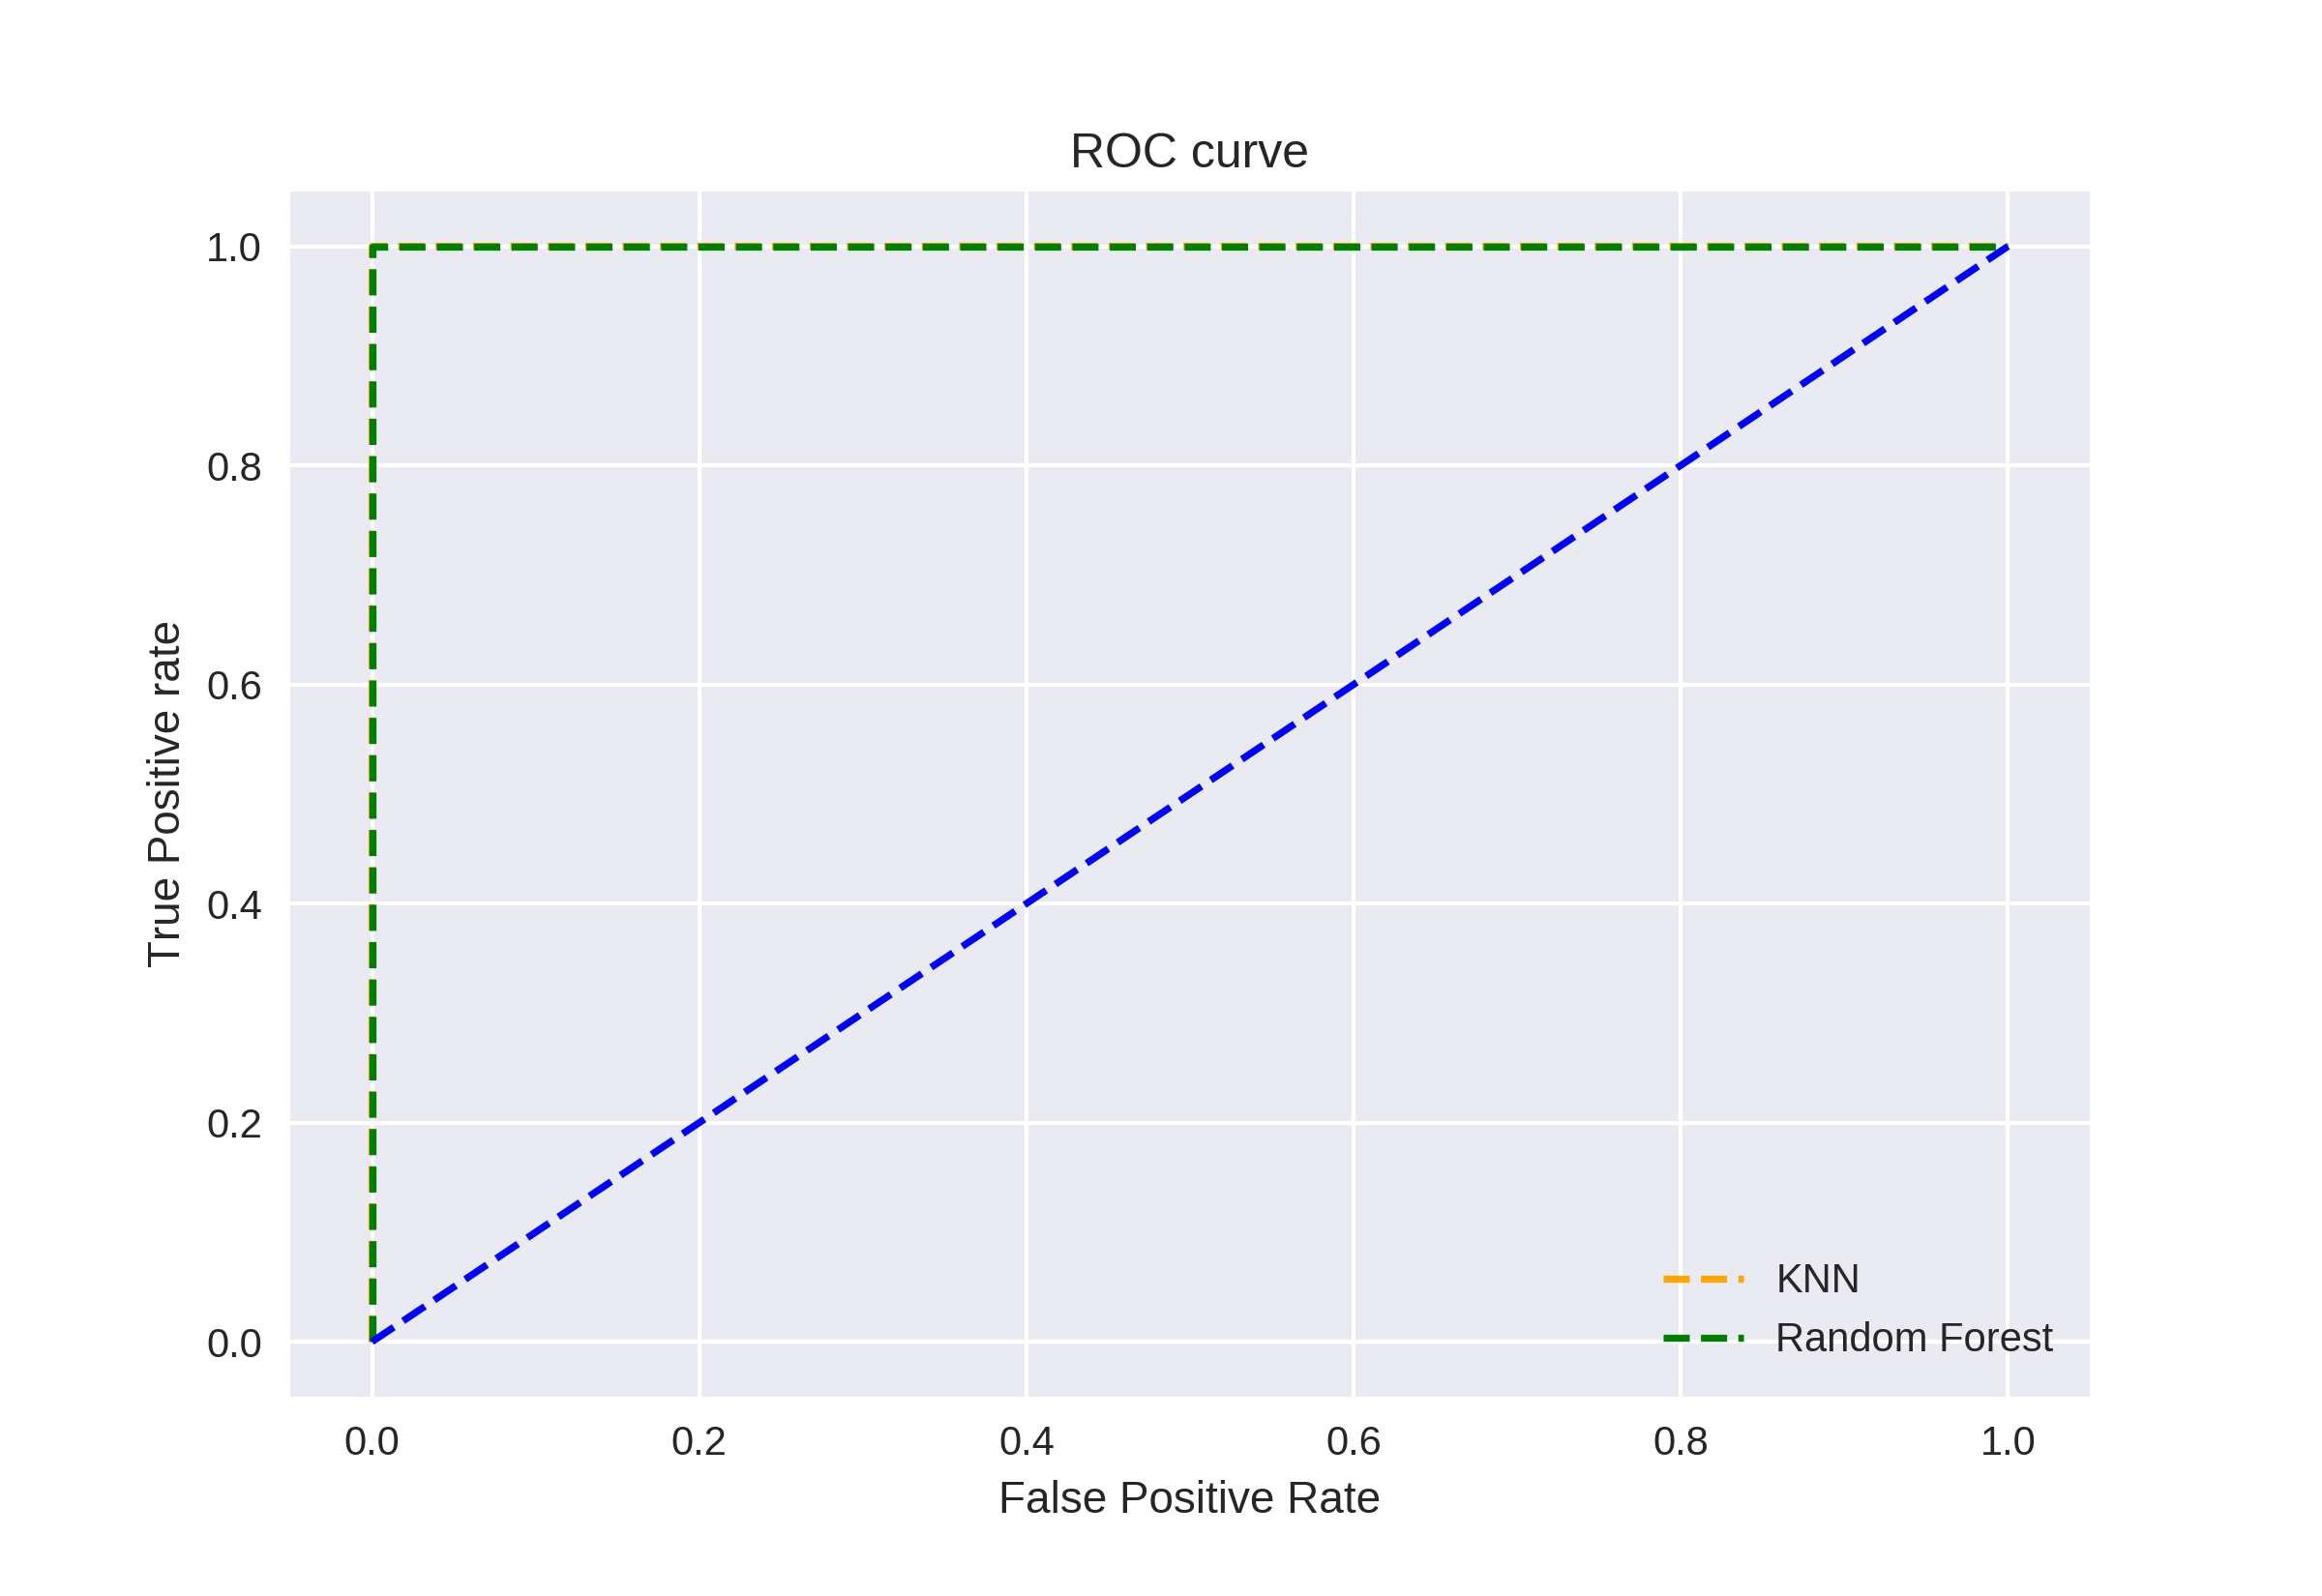 ROC curve
1.0
0.8
0.6
0.4
0.2
0.0
True Positive rate
KNN
Random Forest
0.0 0.2 0.4 0.6 0.8 1.0
False Positive Rate